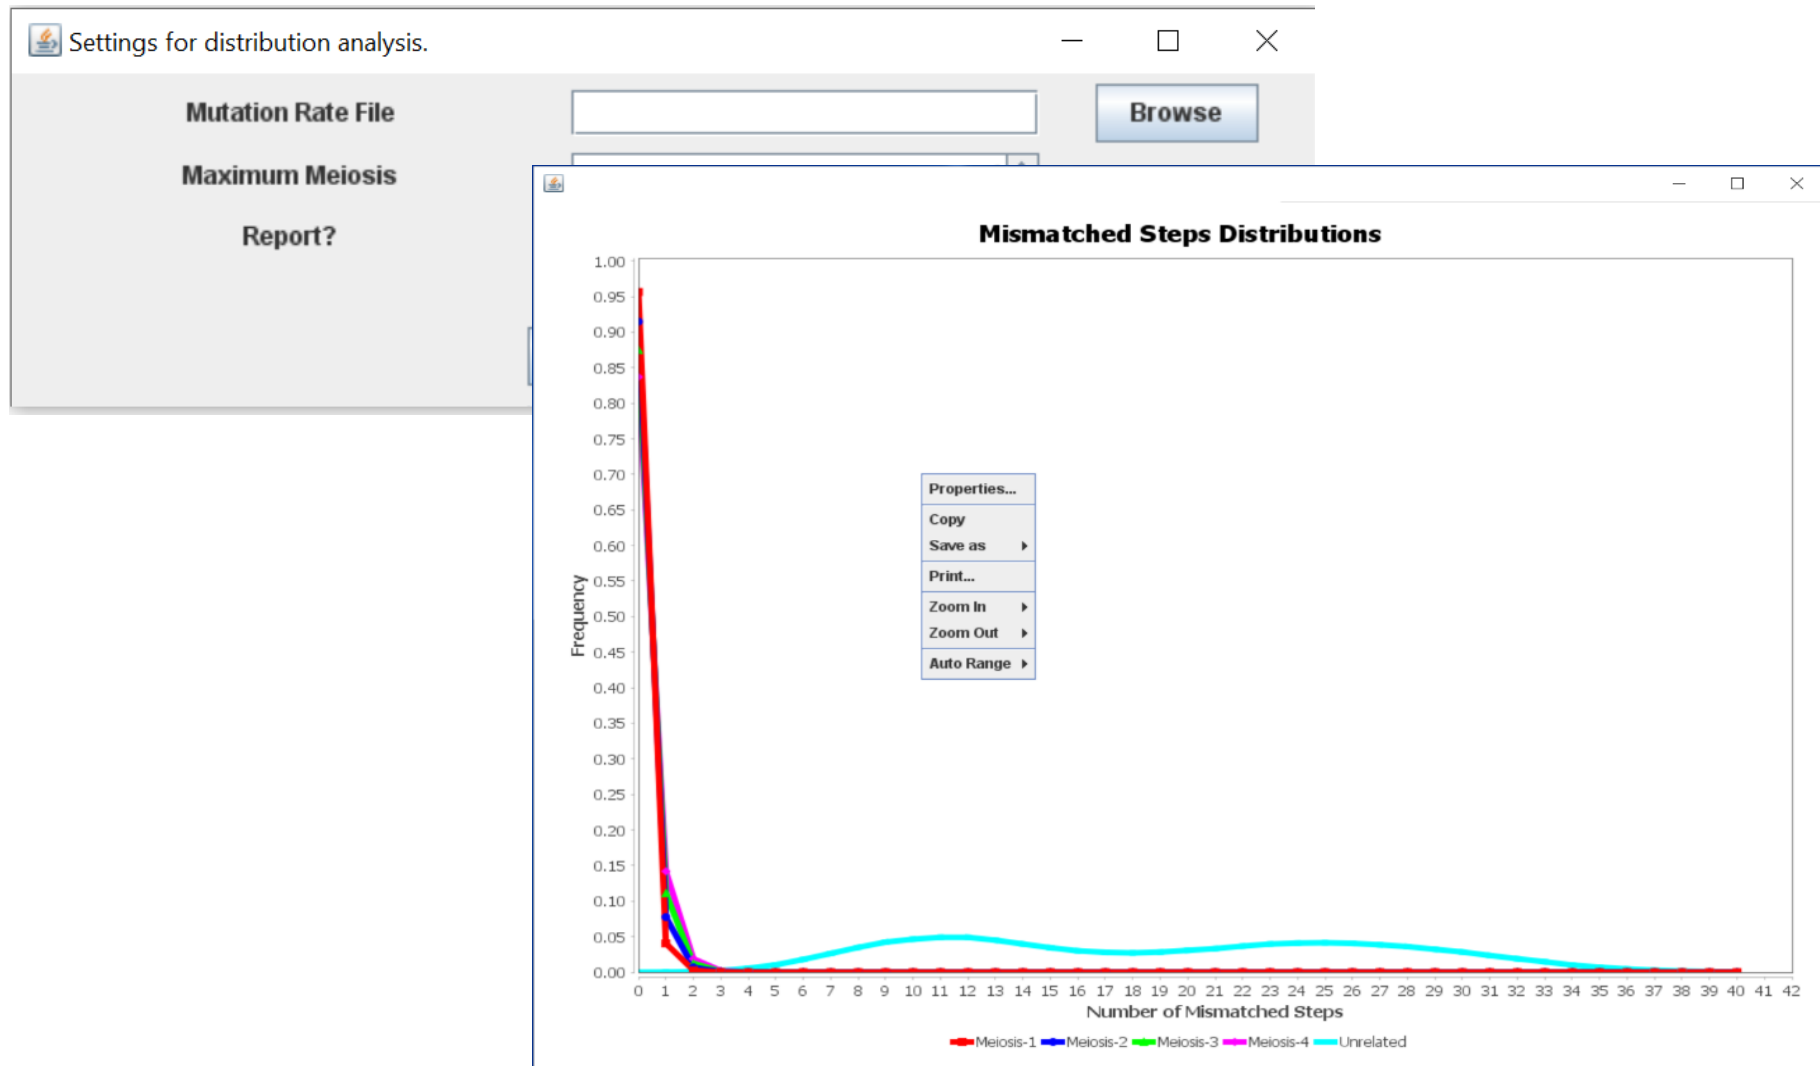 Settings for distribution analysis.
Mutation Rate File
Browse
Maximum Meiosis
Report?
Mismatched Steps Distributions
1.00
0.95
0.90
0.85
0.80
0.75
0.70
0.65
0.60
0.55
0.50
0.45
0.40
0.35
0.30
0.25
0.20
0.15
0.10
0.05
0.00
Frequency
Properties...
Copy
Save as
Print...
Zoom In
Zoom Out
Auto Range
0 1 2 3 4 5 6 7 8 9 10 11 12 13 14 15 16 17 18 19 20 21 22 23 24 25 26 27 28 29 30 31 32 33 34 35 36 37 38 39 40 41 42
Number of Mismatched Steps
Meiosis-1 Meiosis-2 Meiosis-3 Meiosis-4 Unrelated